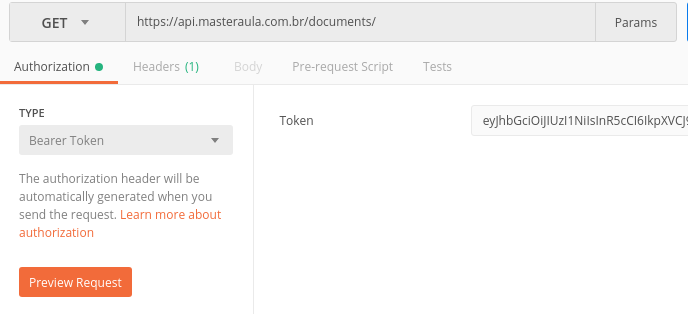 GET https://api.masteraula.com.br/documents/ Params
Authorization Headers (1) Body Pre-request Script Tests
TYPE
Bearer Token
The authorization header will be
automatically generated when you
send the request. Learn more about
authorization
Preview Request
Token eyJhbGciOiJIUzI1NiIsInR5cCI6IkpXVCJ9